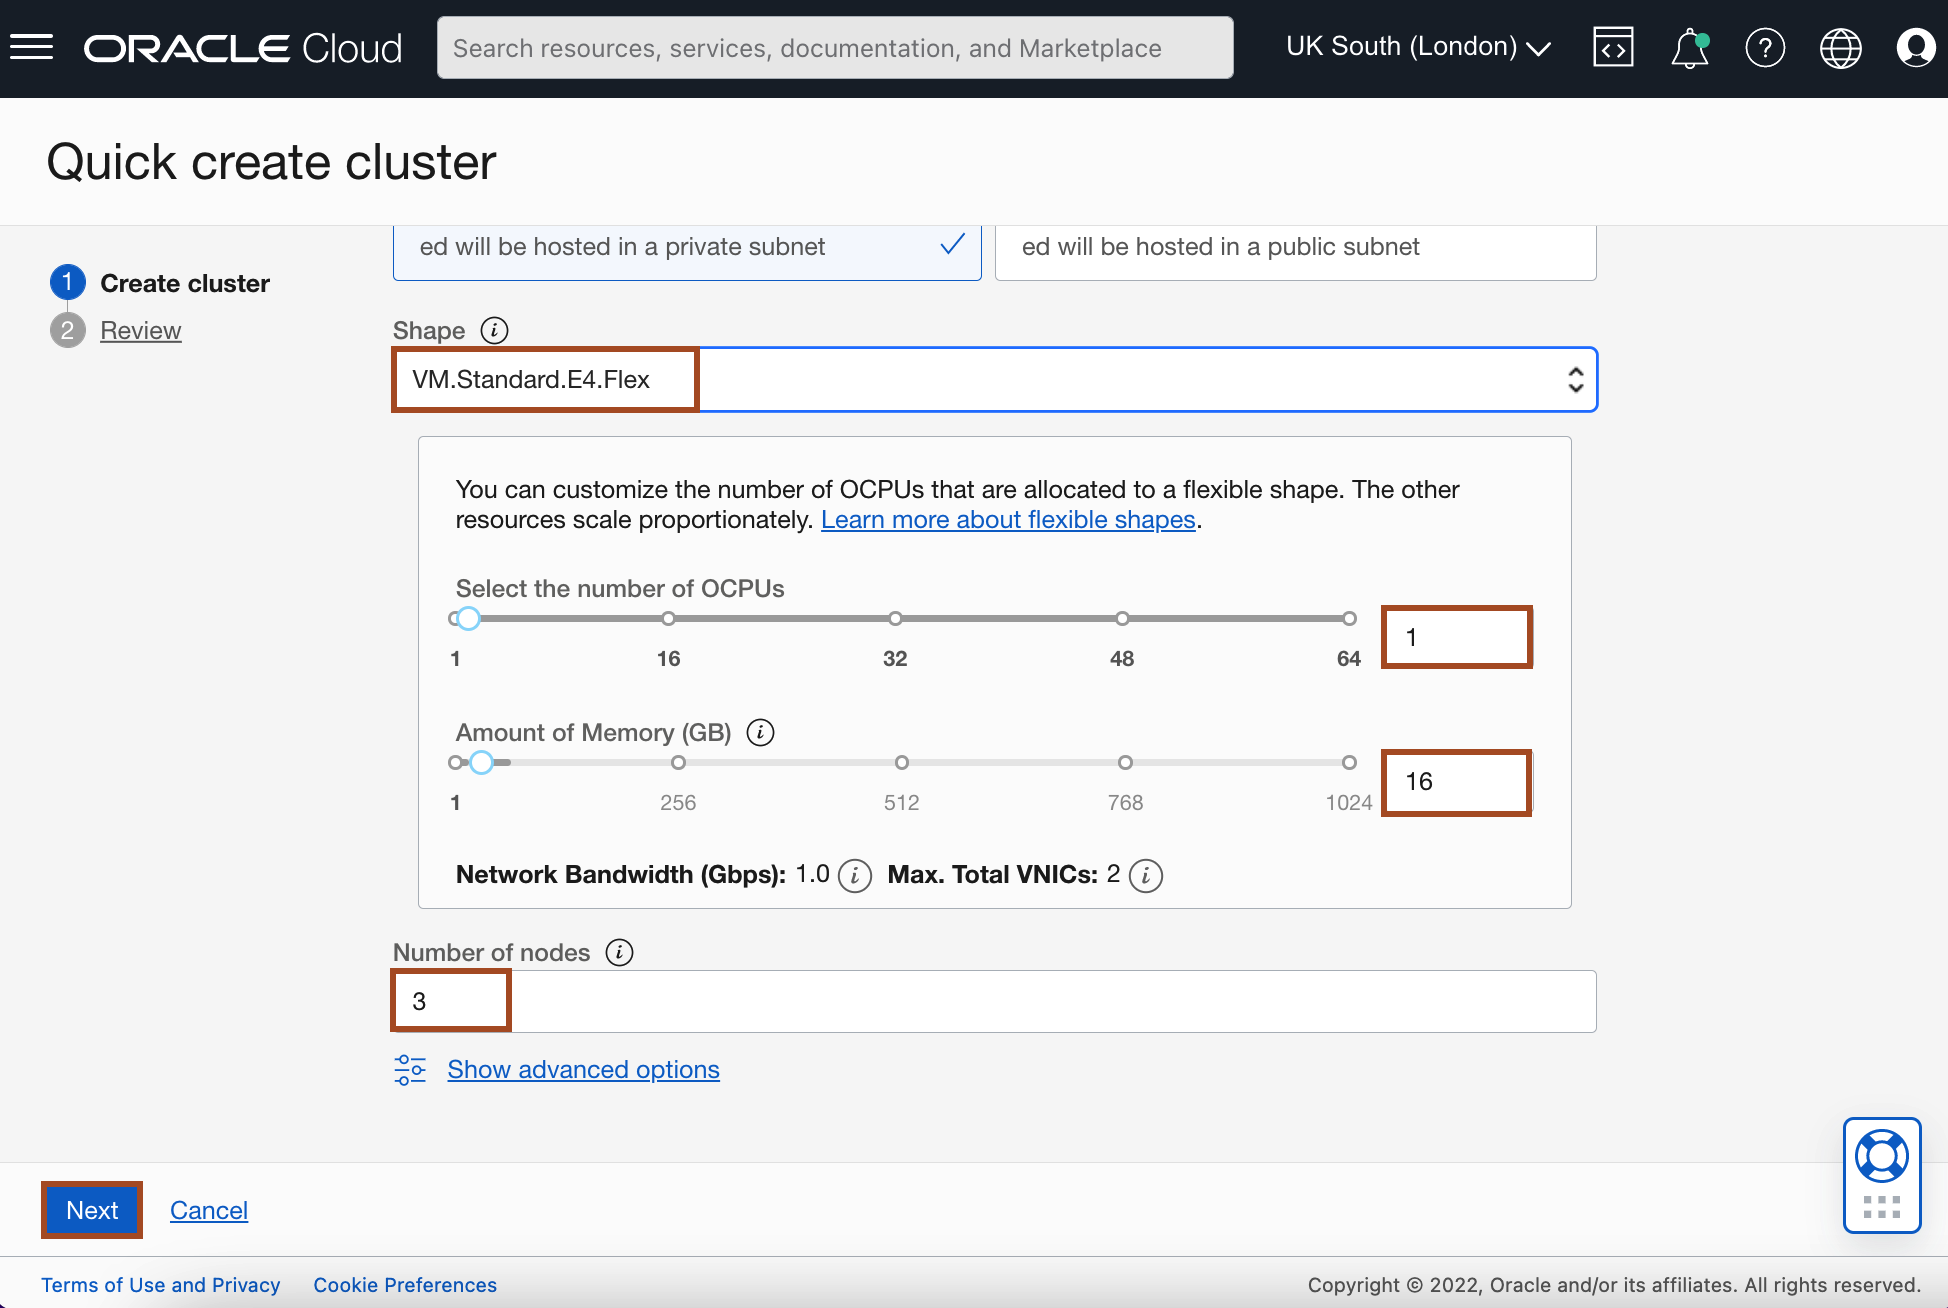 ORACLE Cloud
Search resources, services, documentation, and Marketplace
UK South (London)
Quick create cluster
1 Create cluster
2 Review
ed will be hosted in a private subnet
ed will be hosted in a public subnet
Shape
VM.Standard.E4.Flex
You can customize the number of OCPUs that are allocated to a flexible shape. The other
resources scale proportionately. Learn more about flexible shapes.
Select the number of OCPUs
1 16 32 48 64
1
Amount of Memory (GB)
1 256 512 768 1024
16
Network Bandwidth (Gbps): 1.0 Max. Total VNICs: 2
Number of nodes
3
Show advanced options
Next Cancel
Terms of Use and Privacy Cookie Preferences
Copyright © 2022, Oracle and/or its affiliates. All rights reserved.